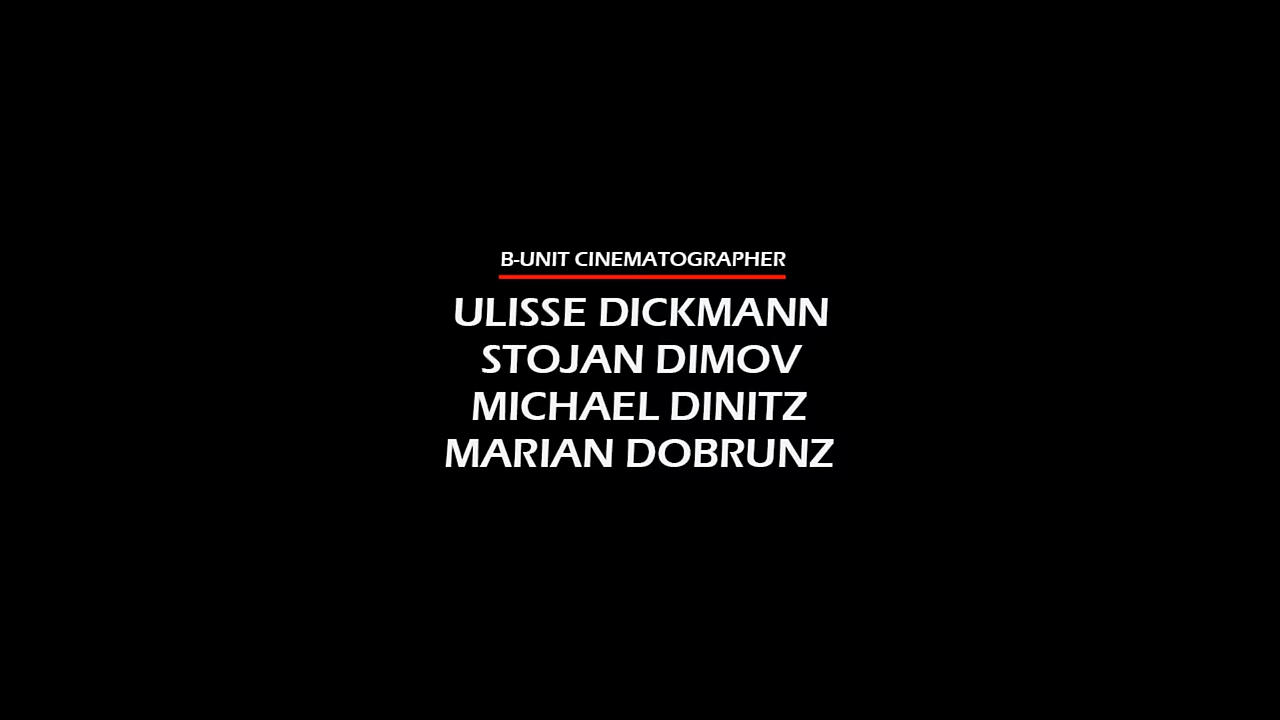 B-UNIT CINEMATOGRAPHER
ULISSE DICKMANN
STOJAN DIMOV
MICHAEL DINITZ
MARIAN DOBRUNZ